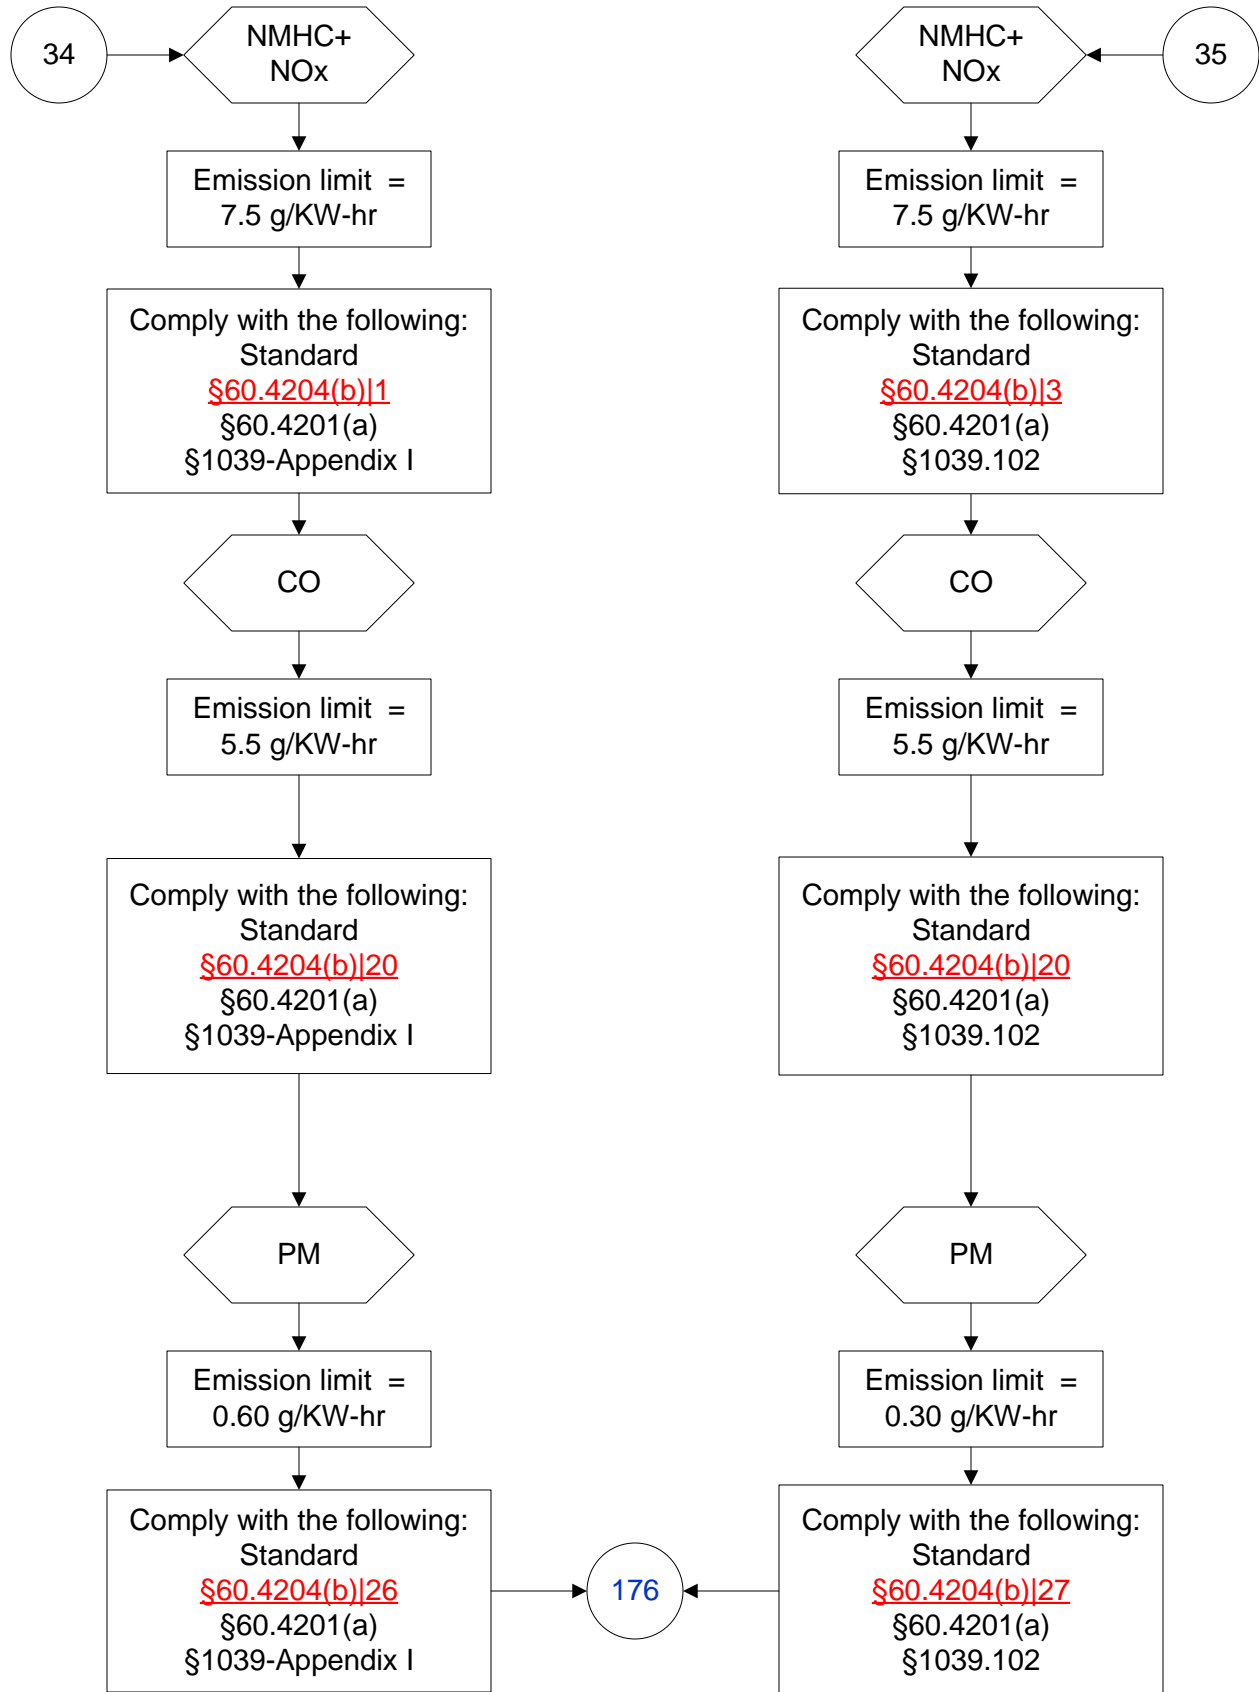 34
NMHC+
NOx
Emission limit =
7.5 g/KW-hr
Comply with the following:
Standard
§60.4204(b)|1
§60.4201(a)
§1039-Appendix I
CO
Emission limit =
5.5 g/KW-hr
Comply with the following:
Standard
§60.4204(b)|20
§60.4201(a)
§1039-Appendix I
PM
Emission limit =
0.60 g/KW-hr
Comply with the following:
Standard
§60.4204(b)|26
§60.4201(a)
§1039-Appendix I
35
NMHC+
NOx
Emission limit =
7.5 g/KW-hr
Comply with the following:
Standard
§60.4204(b)|3
§60.4201(a)
§1039.102
CO
Emission limit =
5.5 g/KW-hr
Comply with the following:
Standard
§60.4204(b)|20
§60.4201(a)
§1039.102
PM
Emission limit =
0.30 g/KW-hr
Comply with the following:
Standard
§60.4204(b)|27
§60.4201(a)
§1039.102
176